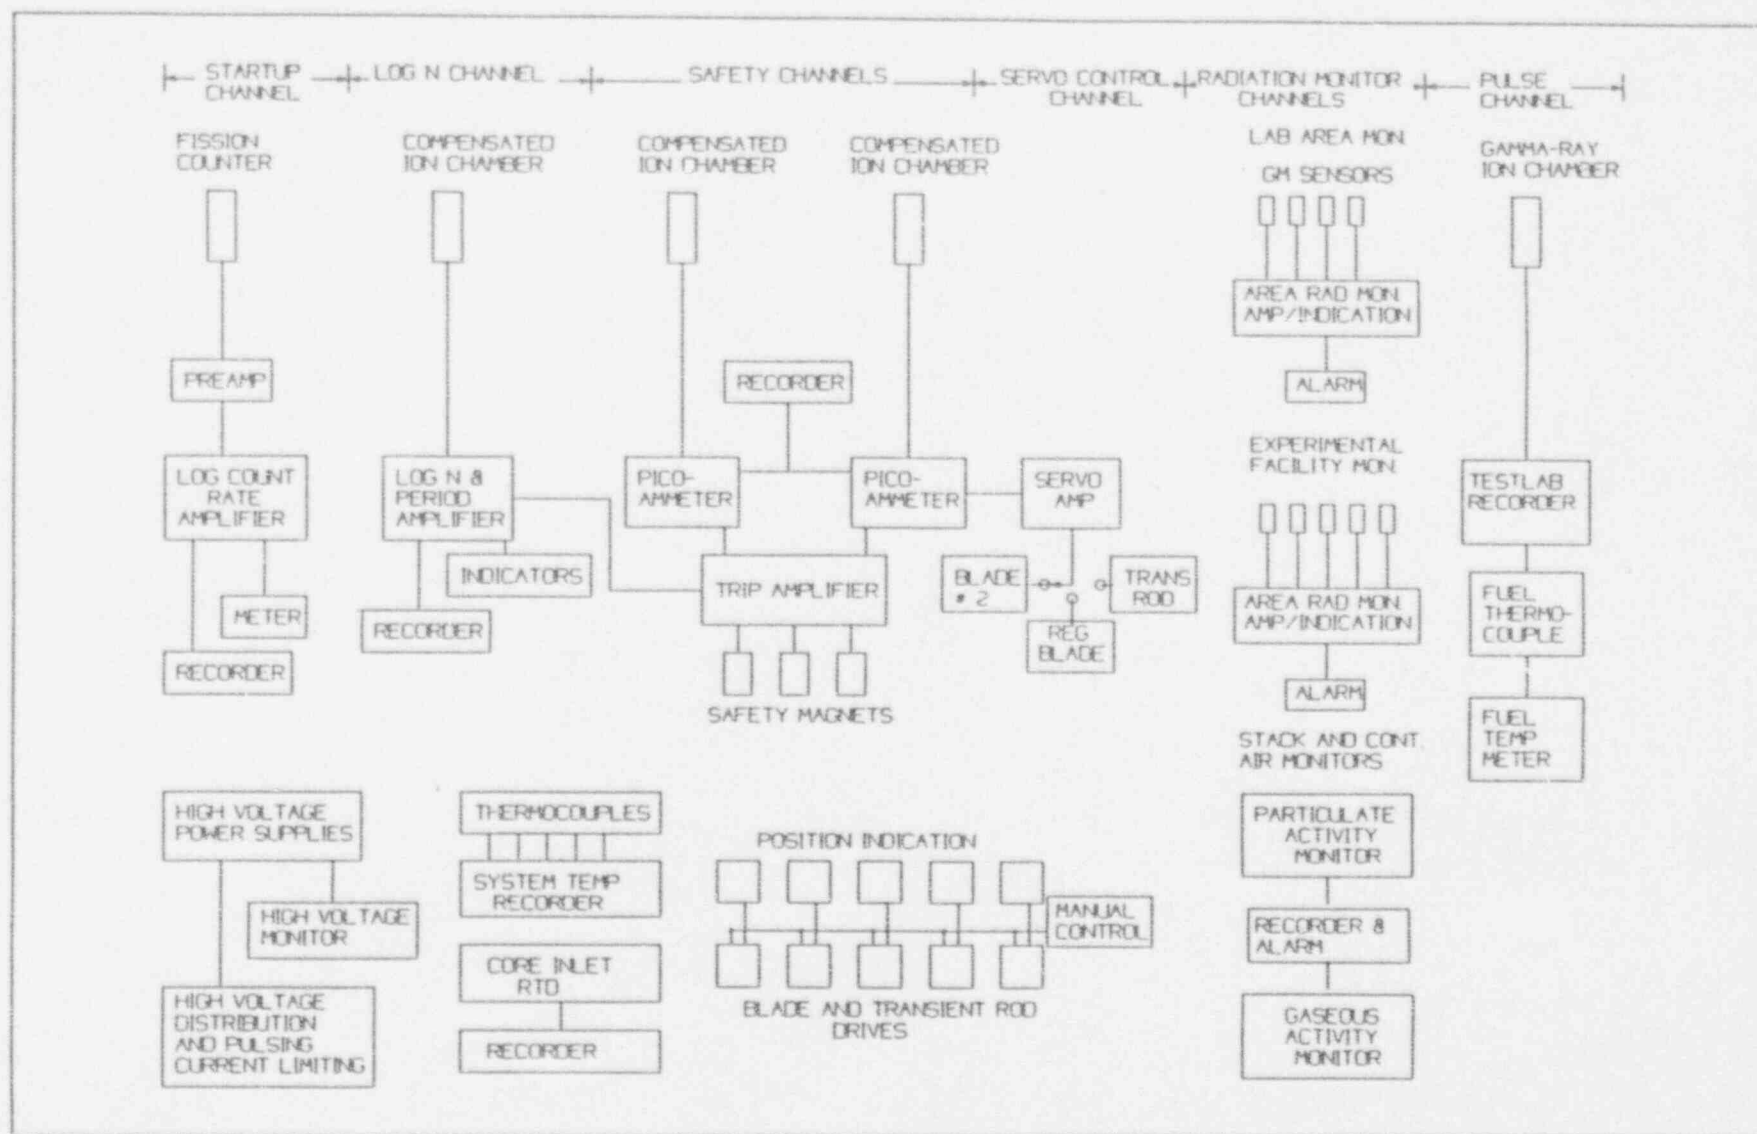 STARTUP
CHANNEL
LOG N CHANNEL
SAFETY CHANNELS
SERVO CONTROL
CHANNEL
RADIATION MONITOR
CHANNELS
PULSE
CHANNEL
FISSION
COUNTER
COMPENSATED
ION CHAMBER
COMPENSATED
ION CHAMBER
COMPENSATED
ION CHAMBER
LAB AREA MON.
GM SENSORS
GAMMA-RAY
ION CHAMBER
AREA RAD MON.
AMP/INDICATION
ALARM
PREAMP
RECORDER
LOG COUNT
RATE
AMPLIFIER
LOG N &
PERIOD
AMPLIFIER
PICO-
AMMETER
PICO-
AMMETER
SERVO
AMP
EXPERIMENTAL
FACILITY MON.
TESTLAB
RECORDER
INDICATORS
TRIP AMPLIFIER
BLADE
# 2
TRANS
ROD
REG
BLADE
AREA RAD MON.
AMP/INDICATION
ALARM
FUEL
THERMO-
COUPLE
METER
RECORDER
RECORDER
SAFETY MAGNETS
FUEL
TEMP
METER
STACK AND CONT.
AIR MONITORS
HIGH VOLTAGE
POWER SUPPLIES
HIGH VOLTAGE
MONITOR
HIGH VOLTAGE
DISTRIBUTION
AND PULSING
CURRENT LIMITING
THERMOCOUPLES
SYSTEM TEMP
RECORDER
CORE INLET
RTD
RECORDER
POSITION INDICATION
MANUAL
CONTROL
BLADE AND TRANSIENT ROD
DRIVES
PARTICULATE
ACTIVITY
MONITOR
RECORDER &
ALARM
GASEOUS
ACTIVITY
MONITOR